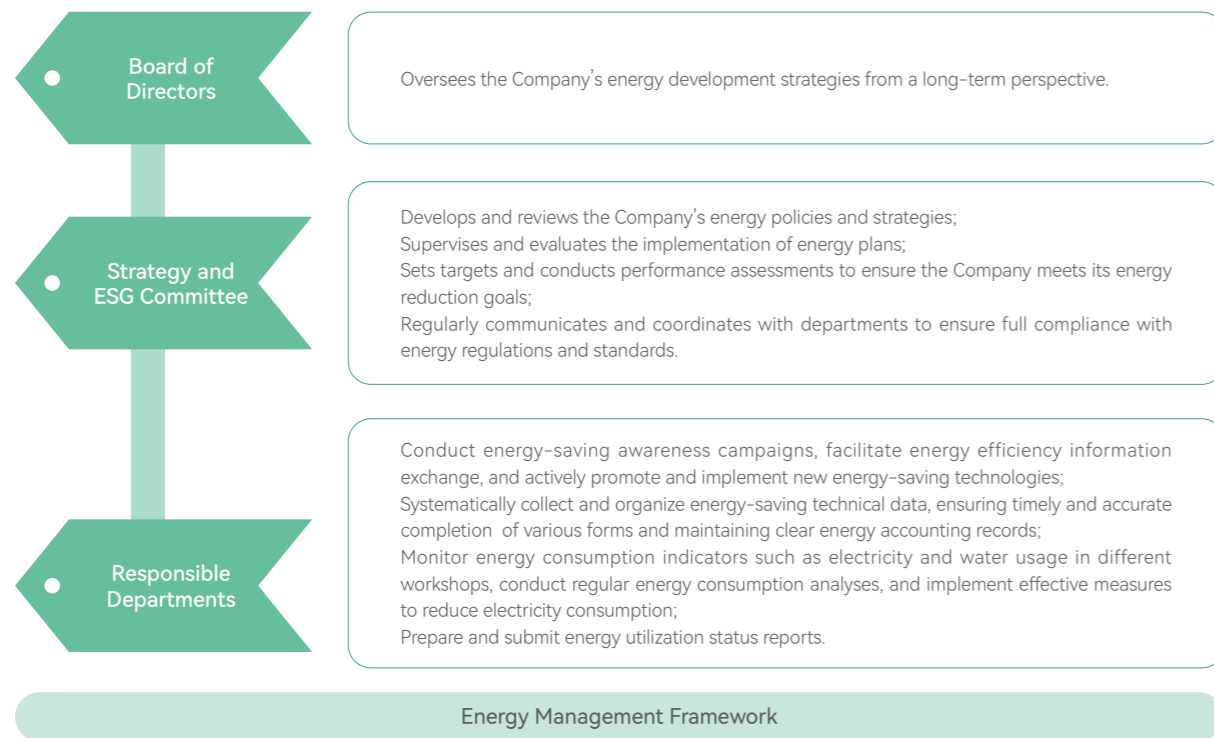 Board of
Directors
Oversees the Company's energy development strategies from a long-term perspective.
Strategy and
ESG Committee
Develops and reviews the Company's energy policies and strategies;
Supervises and evaluates the implementation of energy plans;
Sets targets and conducts performance assessments to ensure the Company meets its energy
reduction goals;
Regularly communicates and coordinates with departments to ensure full compliance with
energy regulations and standards.
Responsible
Departments
Conduct energy-saving awareness campaigns, facilitate energy efficiency information
exchange, and actively promote and implement new energy-saving technologies;
Systematically collect and organize energy-saving technical data, ensuring timely and accurate
completion of various forms and maintaining clear energy accounting records;
Monitor energy consumption indicators such as electricity and water usage in different
workshops, conduct regular energy consumption analyses, and implement effective measures
to reduce electricity consumption;
Prepare and submit energy utilization status reports.
Energy Management Framework